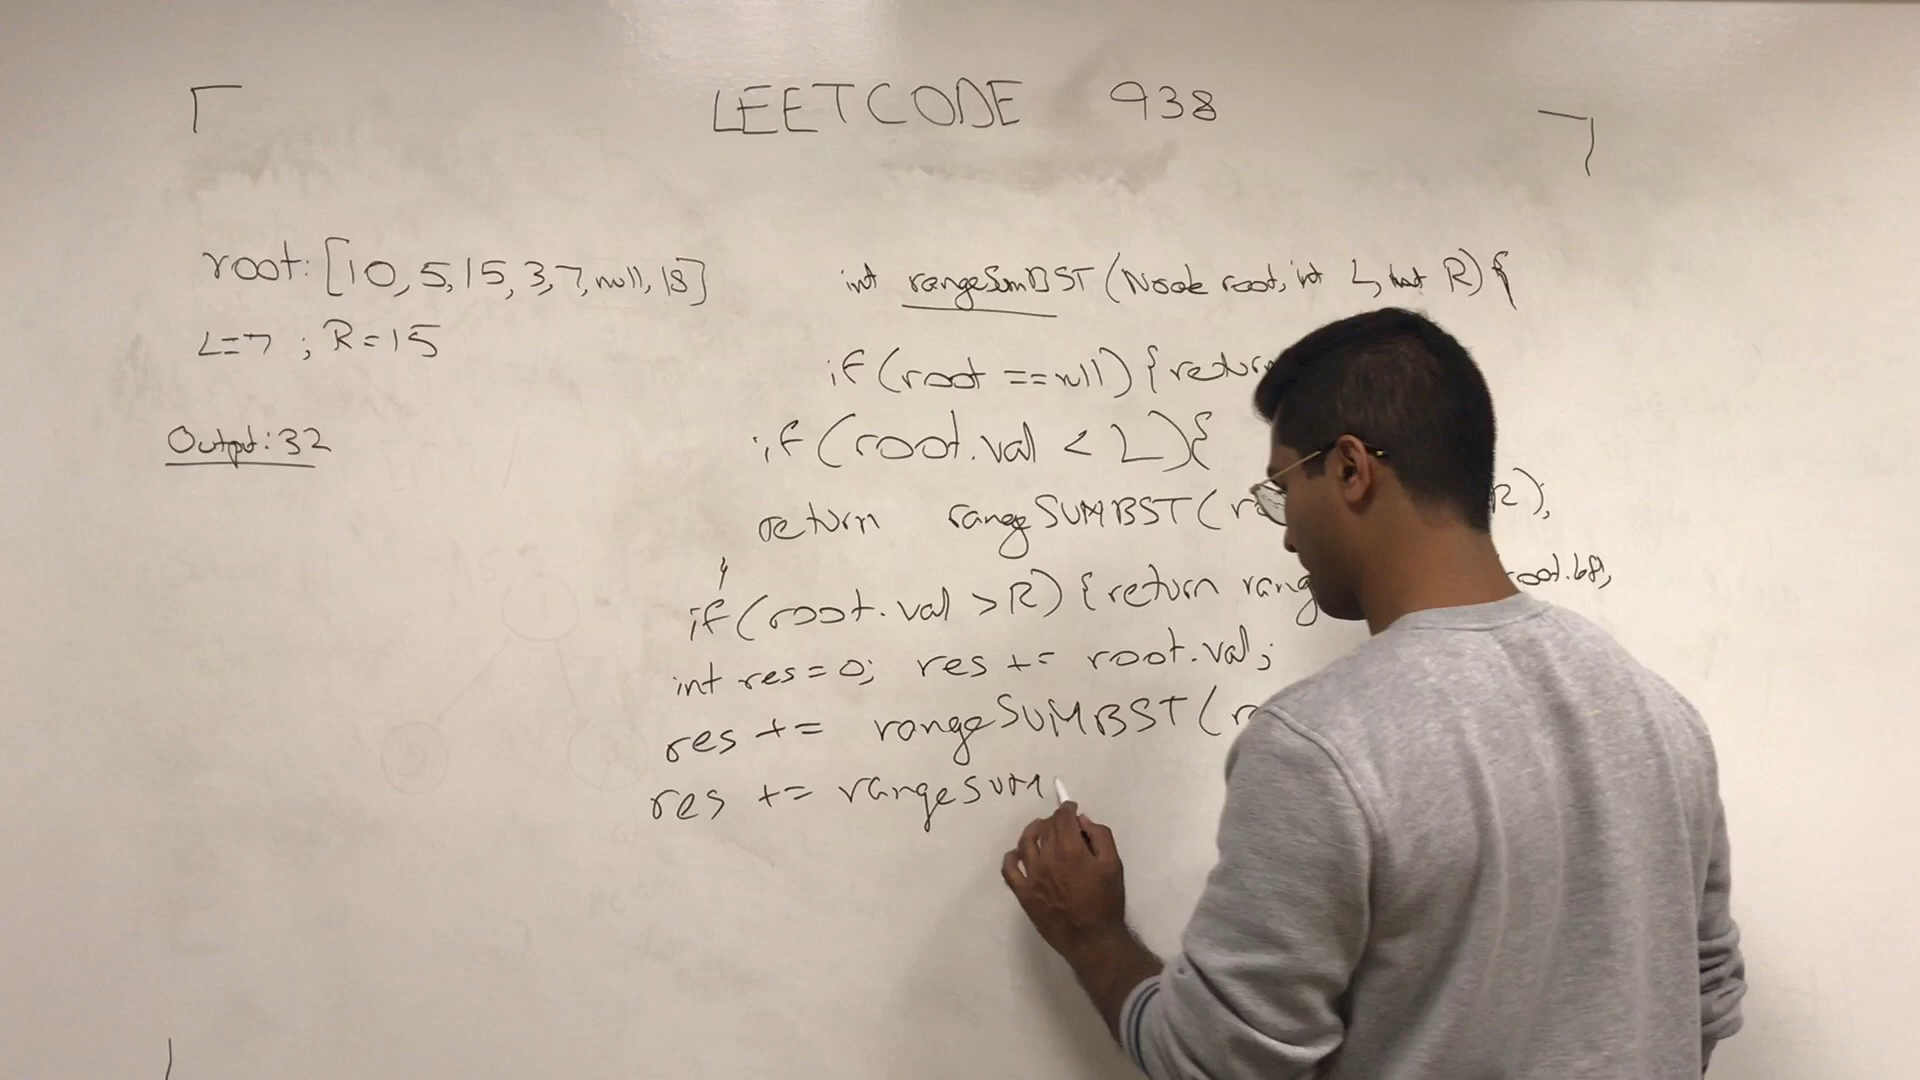 LEETCODE 938
root: [10, 5, 15, 3, 7, null, 18]
L=7 ; R=15
Output: 32
int rangeSumBST (Node root, int L, int R) {
if (root == null) { return
if (root.val < L) {
return rangeSUMBST ( R);
}
if (root.val > R) { return rang
int res = 0; res += root.val;
res += rangeSUMBST (
res += rangeSUM